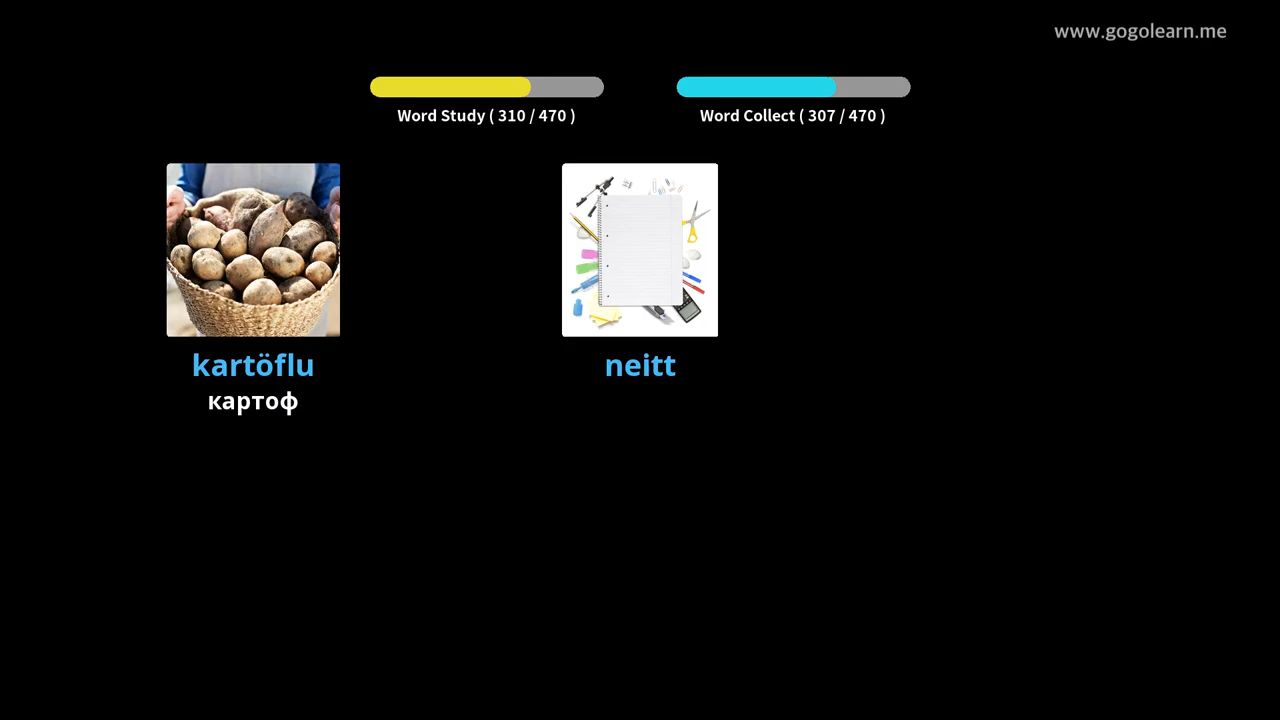 www.gogolearn.me
Word Study ( 310 / 470 )
Word Collect ( 307 / 470 )
kartöflu
картоф
neitt